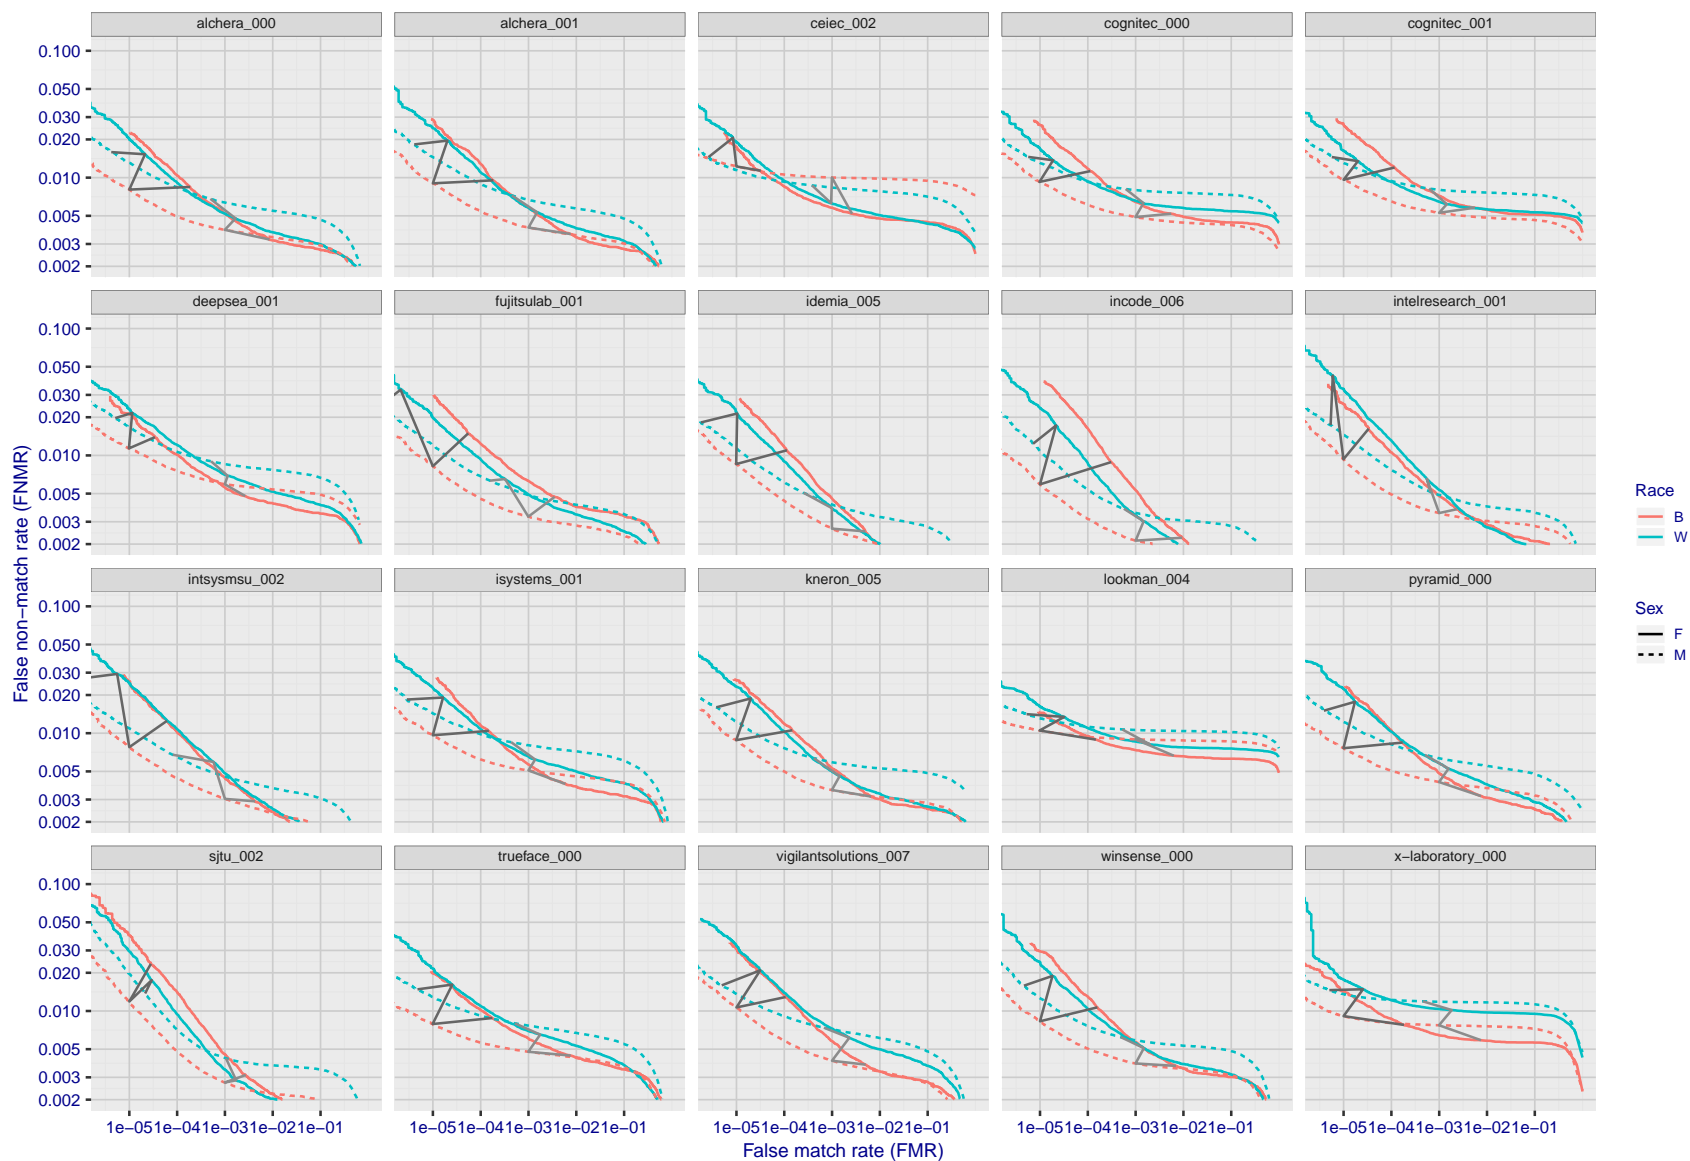 alchera_000 alchera_001 ceiec_002 cognitec_000 cognitec_001
0.100
0.050
0.030
0.020
0.010
0.005
0.003
0.002
deepsea_001 fujitsulab_001 idemia_005 incode_006 intelresearch_001
0.100
0.050
0.030
0.020
0.010
0.005
0.003
0.002
intsysmsu_002 isystems_001 kneron_005 lookman_004 pyramid_000
0.100
0.050
0.030
0.020
0.010
0.005
0.003
0.002
sjtu_002 trueface_000 vigilantsolutions_007 winsense_000 x−laboratory_000
0.100
0.050
0.030
0.020
0.010
0.005
0.003
0.002
1e−051e−041e−031e−021e−01 1e−051e−041e−031e−021e−01 1e−051e−041e−031e−021e−01 1e−051e−041e−031e−021e−01 1e−051e−041e−031e−021e−01
False match rate (FMR)
False non−match rate (FNMR)
Race
B
W
Sex
F
M